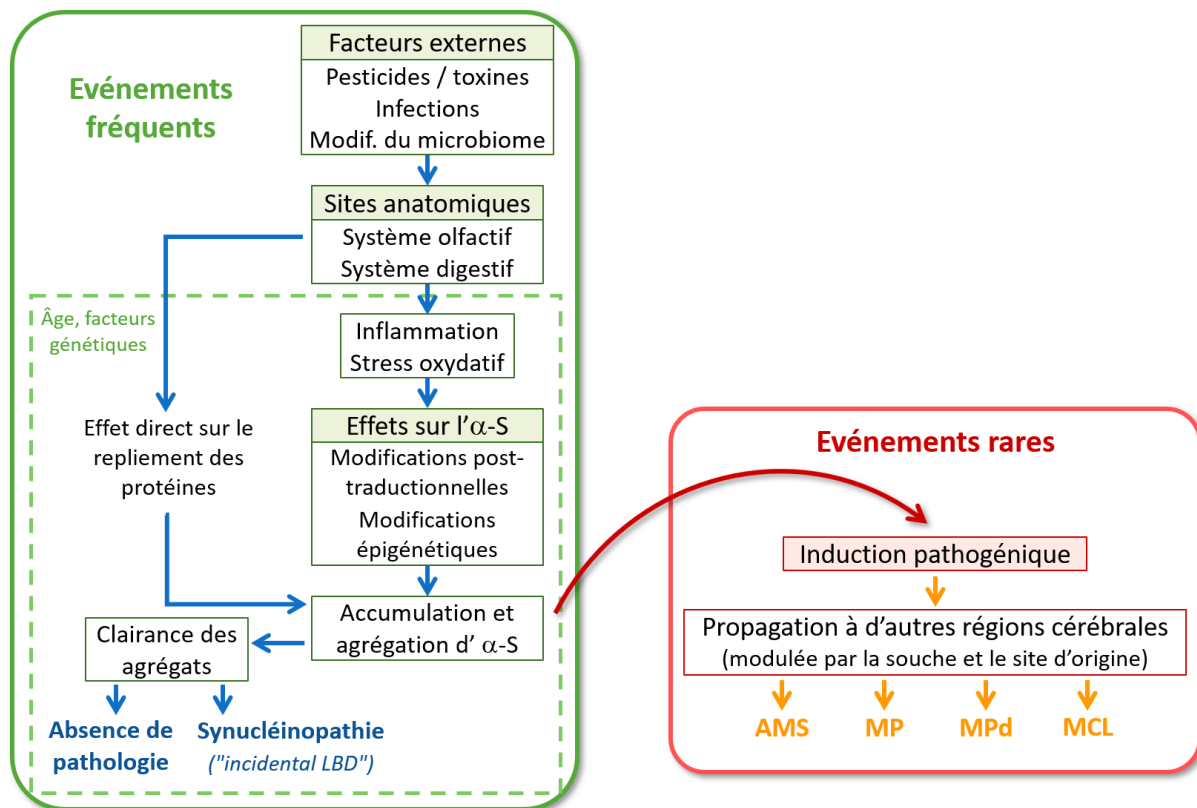 Evénements
fréquents
Facteurs externes
Pesticides / toxines
Infections
Modif. du microbiome
Sites anatomiques
Système olfactif
Système digestif
Âge, facteurs
génétiques
Inflammation
Stress oxydatif
Effet direct sur le
repliement des
protéines
Effets sur l'α-S
Modifications post-
traductionnelles
Modifications
épigénétiques
Accumulation et
agrégation d' α-S
Clairance des
agrégats
Absence de
pathologie
Synucléinopathie
("incidental LBD")
Evénements rares
Induction pathogénique
Propagation à d'autres régions cérébrales
(modulée par la souche et le site d'origine)
AMS
MP
MPd
MCL